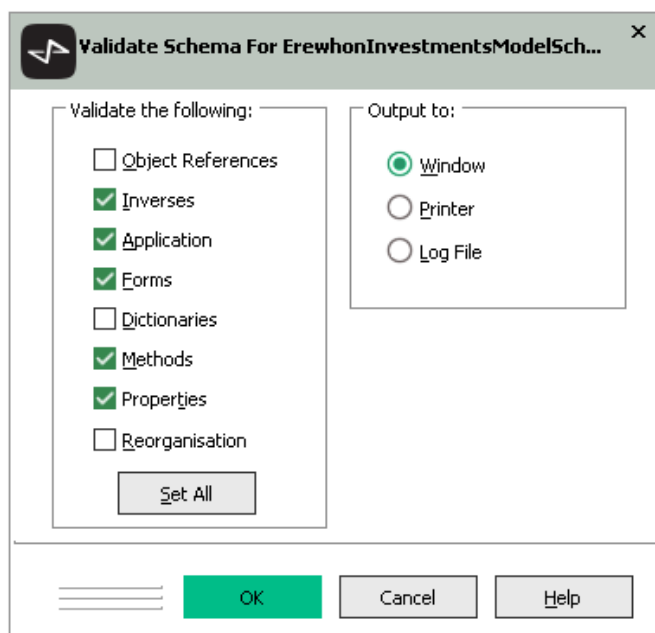 Validate Schema For ErewhonInvestmentsModelSch...
Validate the following:
Object References
Inverses
Application
Forms
Dictionaries
Methods
Properties
Reorganisation
Set All
Output to:
Window
Printer
Log File
OK
Cancel
Help